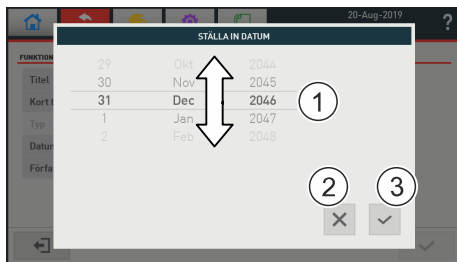 20-Aug-2019
?
STÄLLA IN DATUM
FUNKTION
Titel
Kort t
Typ
Datum
Förfa
29 Okt 2044
30 Nov 2045
31 Dec 2046
1 Jan 2047
2 Feb 2048
1
2
3